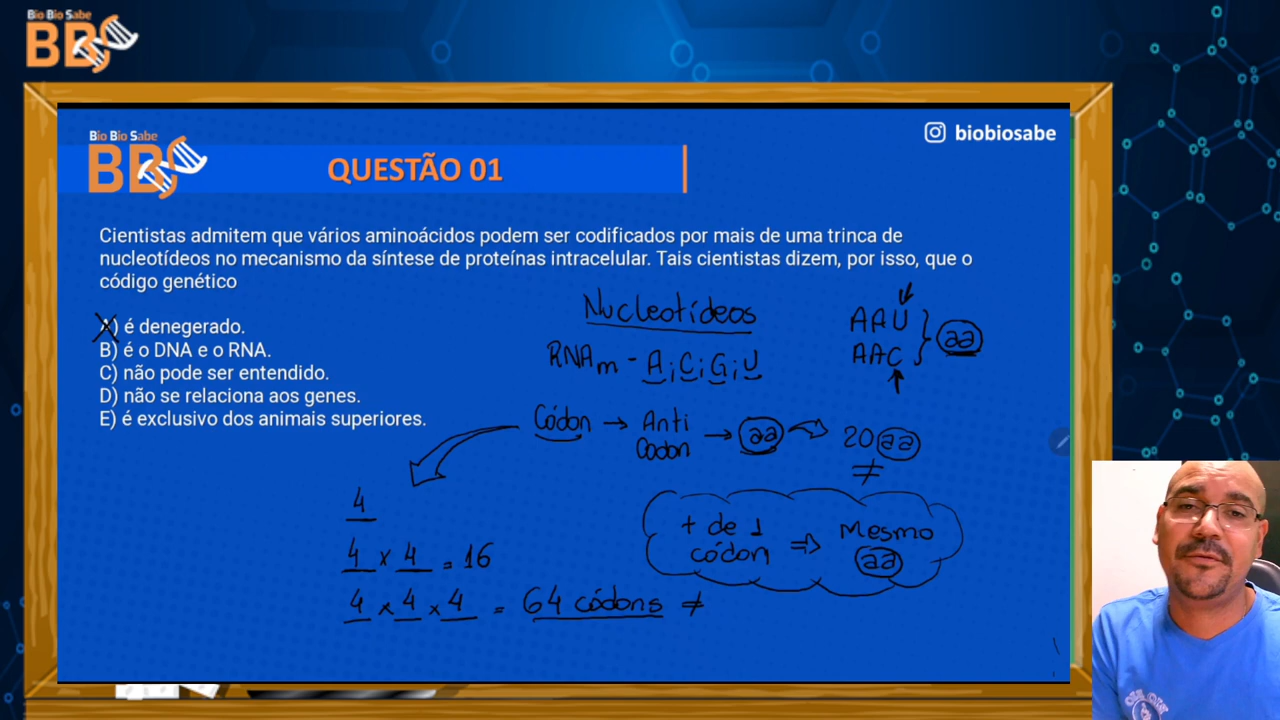 Bio Bio Sabe
BBS
Bio Bio Sabe
BBS
biobiosabe
QUESTÃO 01
Cientistas admitem que vários aminoácidos podem ser codificados por mais de uma trinca de
nucleotídeos no mecanismo da síntese de proteínas intracelular. Tais cientistas dizem, por isso, que o
código genético
A) é denegerado.
B) é o DNA e o RNA.
C) não pode ser entendido.
D) não se relaciona aos genes.
E) é exclusivo dos animais superiores.
Nucleotídeos
RNAm - A; C; G; U
AAU } aa
AAC
Códon → Anti Códon → aa
20 aa
≠
4
4 x 4 = 16
4 x 4 x 4 = 64 códons ≠
+ de 1 códon ⇒ Mesmo aa